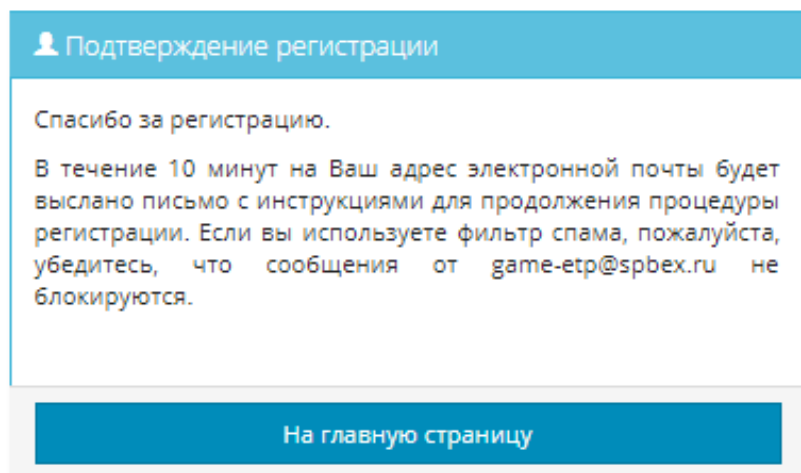 Подтверждение регистрации
Спасибо за регистрацию.
В течение 10 минут на Ваш адрес электронной почты будет
выслано письмо с инструкциями для продолжения процедуры
регистрации. Если вы используете фильтр спама, пожалуйста,
убедитесь, что сообщения от game-etp@spbex.ru не
блокируются.
На главную страницу